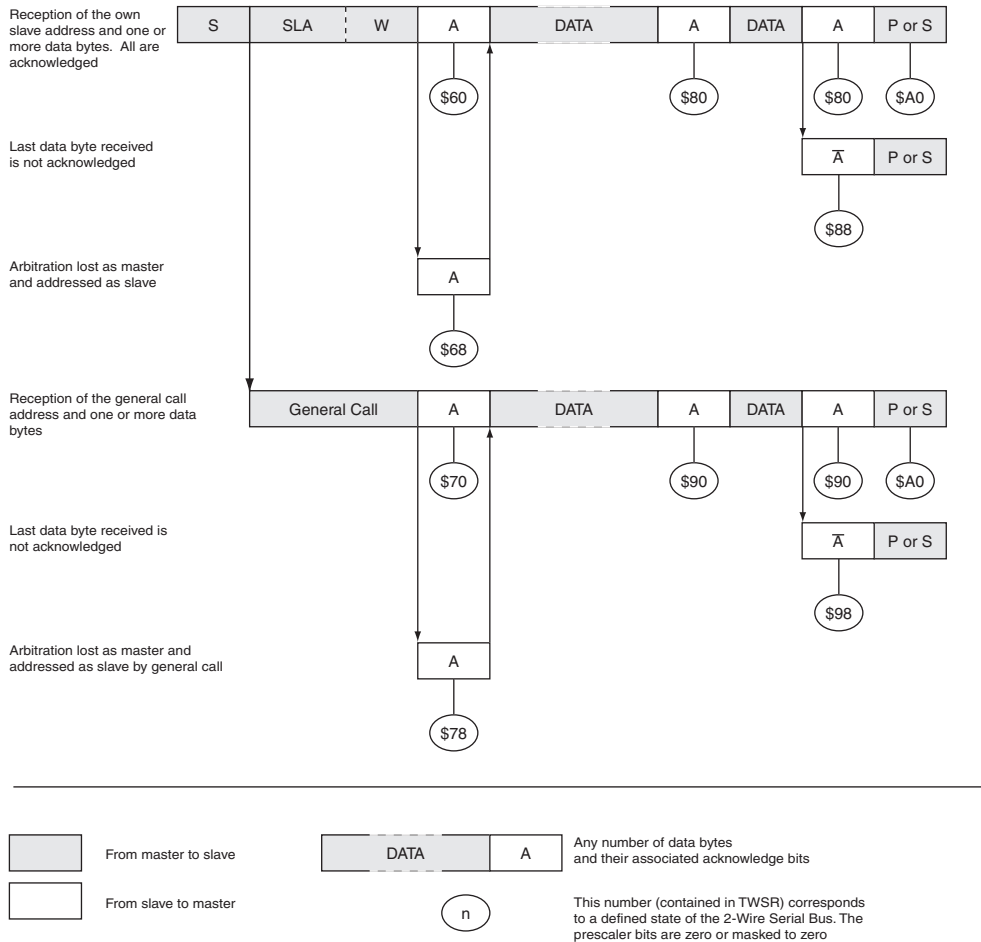 Reception of the own
slave address and one or
more data bytes. All are
acknowledged
S SLA W A DATA A DATA A P or S
$60 $80 $80 $A0
Last data byte received
is not acknowledged
A̅ P or S
$88
Arbitration lost as master
and addressed as slave
A
$68
Reception of the general call
address and one or more data
bytes
General Call A DATA A DATA A P or S
$70 $90 $90 $A0
Last data byte received is
not acknowledged
A̅ P or S
$98
Arbitration lost as master and
addressed as slave by general call
A
$78
From master to slave
DATA A
Any number of data bytes
and their associated acknowledge bits
From slave to master
n
This number (contained in TWSR) corresponds
to a defined state of the 2-Wire Serial Bus. The
prescaler bits are zero or masked to zero